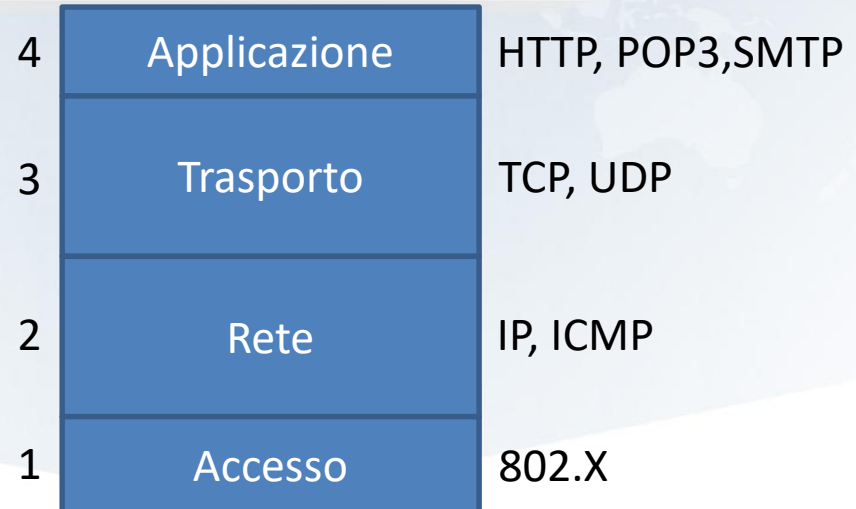 4 Applicazione HTTP, POP3,SMTP
3 Trasporto TCP, UDP
2 Rete IP, ICMP
1 Accesso 802.X